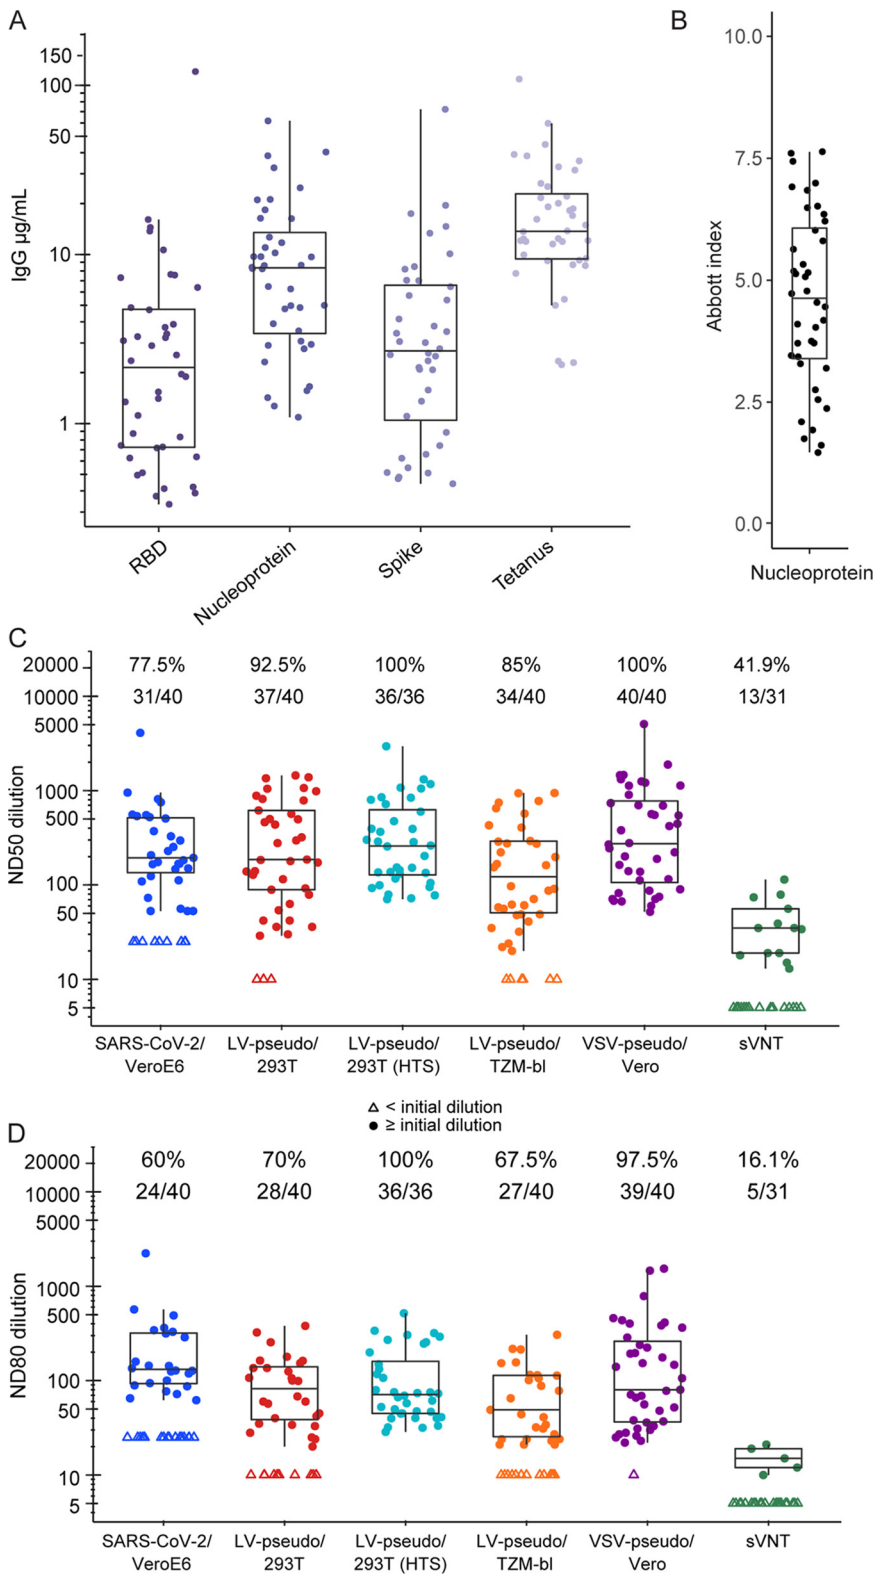 A
B
150
100
50
10
1
IgG µg/mL
RBD
Nucleoprotein
Spike
Tetanus
10.0
7.5
5.0
2.5
0.0
Abbott index
Nucleoprotein
C
20000
10000
5000
1000
500
100
50
10
5
ND50 dilution
77.5% 92.5% 100% 85% 100% 41.9%
31/40 37/40 36/36 34/40 40/40 13/31
SARS-CoV-2/ LV-pseudo/ LV-pseudo/ LV-pseudo/ VSV-pseudo/ sVNT
VeroE6 293T 293T (HTS) TZM-bl Vero
< initial dilution
≥ initial dilution
D
20000
10000
5000
1000
500
100
50
10
5
ND80 dilution
60% 70% 100% 67.5% 97.5% 16.1%
24/40 28/40 36/36 27/40 39/40 5/31
SARS-CoV-2/ LV-pseudo/ LV-pseudo/ LV-pseudo/ VSV-pseudo/ sVNT
VeroE6 293T 293T (HTS) TZM-bl Vero